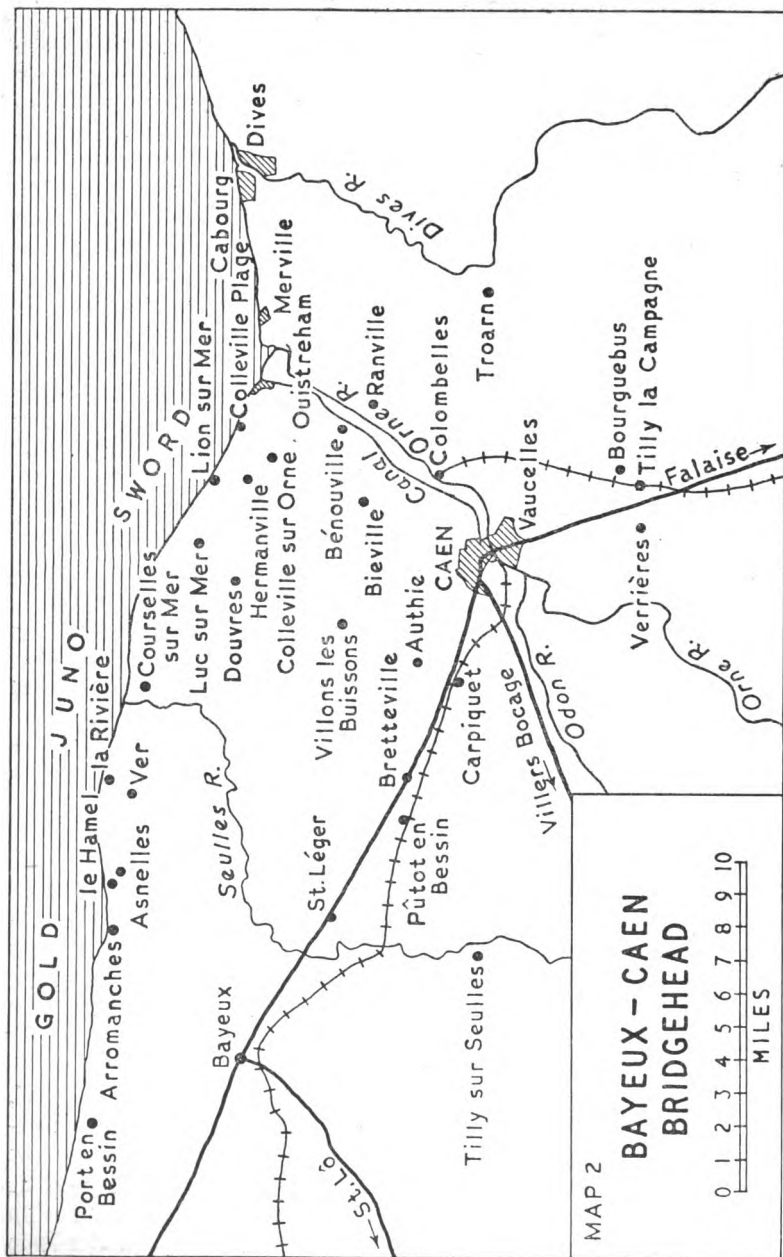 GOLD
JUNO
SWORD
Port en
Bessin
Arromanches
le Hamel
Asnelles
la Rivière
Ver
Courselles
sur Mer
Luc sur Mer
Lion sur Mer
Douvres
Hermanville
Colleville Plage
Colleville sur Orne
Ouistreham
Merville
Cabourg
Dives
Dives R.
Bayeux
Seulles R.
St. Léger
Villons les
Buissons
Bénouville
Bieville
Canal
Orne R.
Ranville
Colombelles
Troarn
Bretteville
Authie
CAEN
Vaucelles
Pûtot en
Bessin
Carpiquet
Villers Bocage
Odon R.
Orne R.
Verrières
Bourguebus
Tilly la Campagne
Falaise
Tilly sur Seulles
St. Lô
MAP 2
BAYEUX – CAEN
BRIDGEHEAD
0 1 2 3 4 5 6 7 8 9 10
MILES